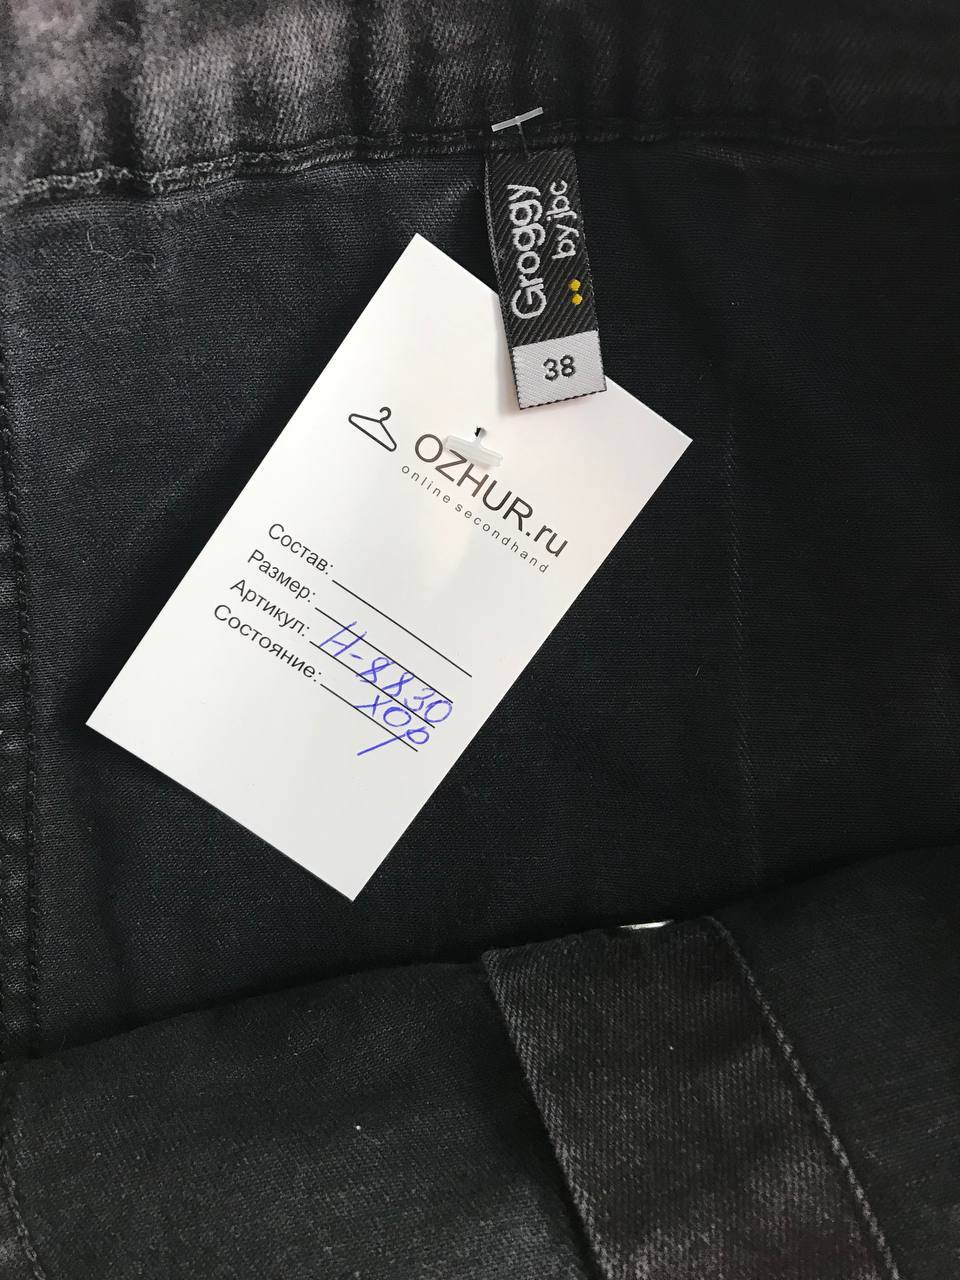 Groggy
by jbc
38
OZHUR.ru
online secondhand
Состав:
Размер:
Артикул: Н-8830
Состояние: хор